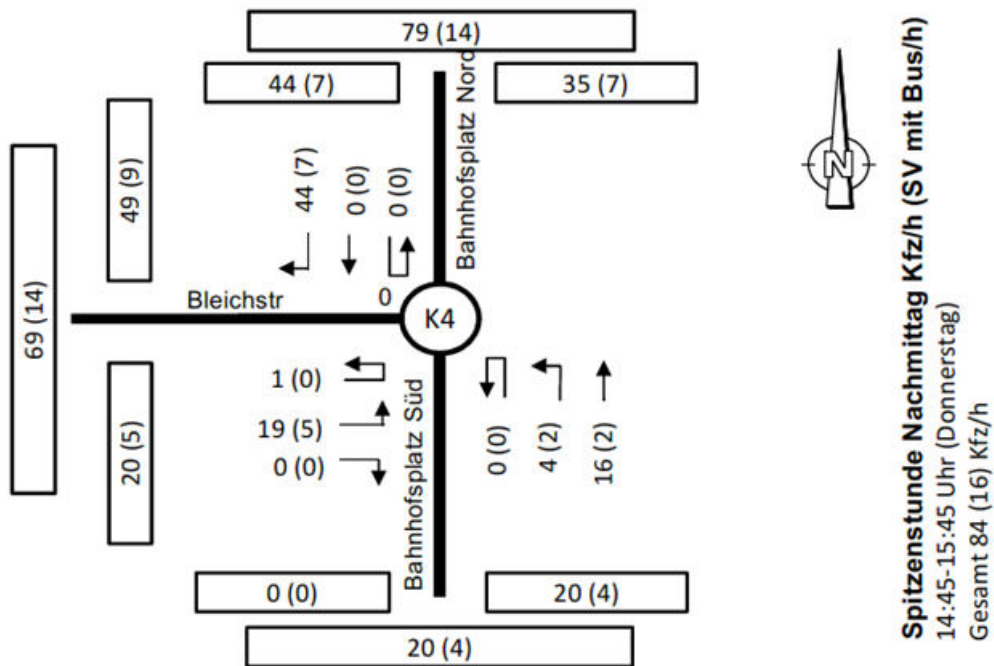 79 (14)
44 (7)
35 (7)
Bahnhofsplatz Nord
N
49 (9)
69 (14)
44 (7)
0 (0)
0 (0)
Bleichstr
0
K4
1 (0)
19 (5)
0 (0)
20 (5)
Bahnhofsplatz Süd
0 (0)
4 (2)
16 (2)
0 (0)
20 (4)
20 (4)
Spitzenstunde Nachmittag Kfz/h (SV mit Bus/h)
14:45-15:45 Uhr (Donnerstag)
Gesamt 84 (16) Kfz/h